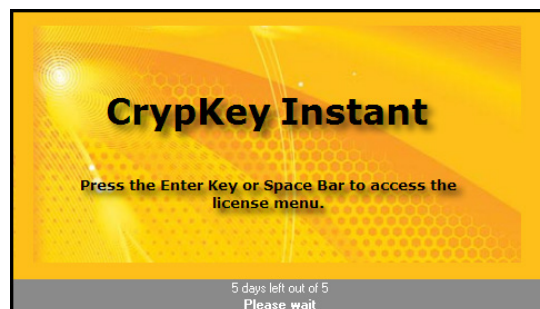 CrypKey Instant
Press the Enter Key or Space Bar to access the
license menu.
5 days left out of 5
Please wait